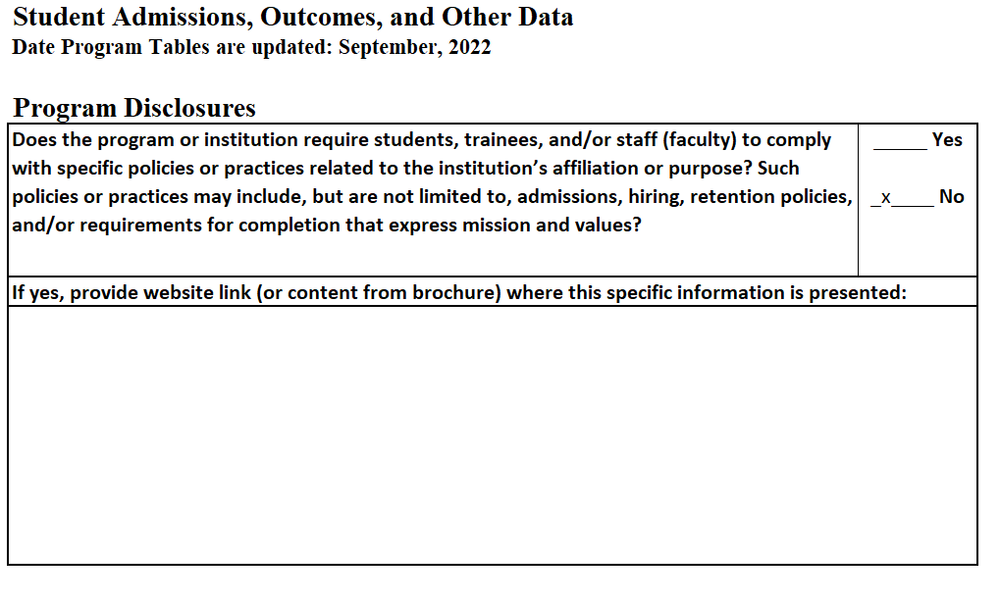 Student Admissions, Outcomes, and Other Data
Date Program Tables are updated: September, 2022
Program Disclosures
Does the program or institution require students, trainees, and/or staff (faculty) to comply
with specific policies or practices related to the institution’s affiliation or purpose? Such
policies or practices may include, but are not limited to, admissions, hiring, retention policies,
and/or requirements for completion that express mission and values?
_____ Yes
_x____ No
If yes, provide website link (or content from brochure) where this specific information is presented: